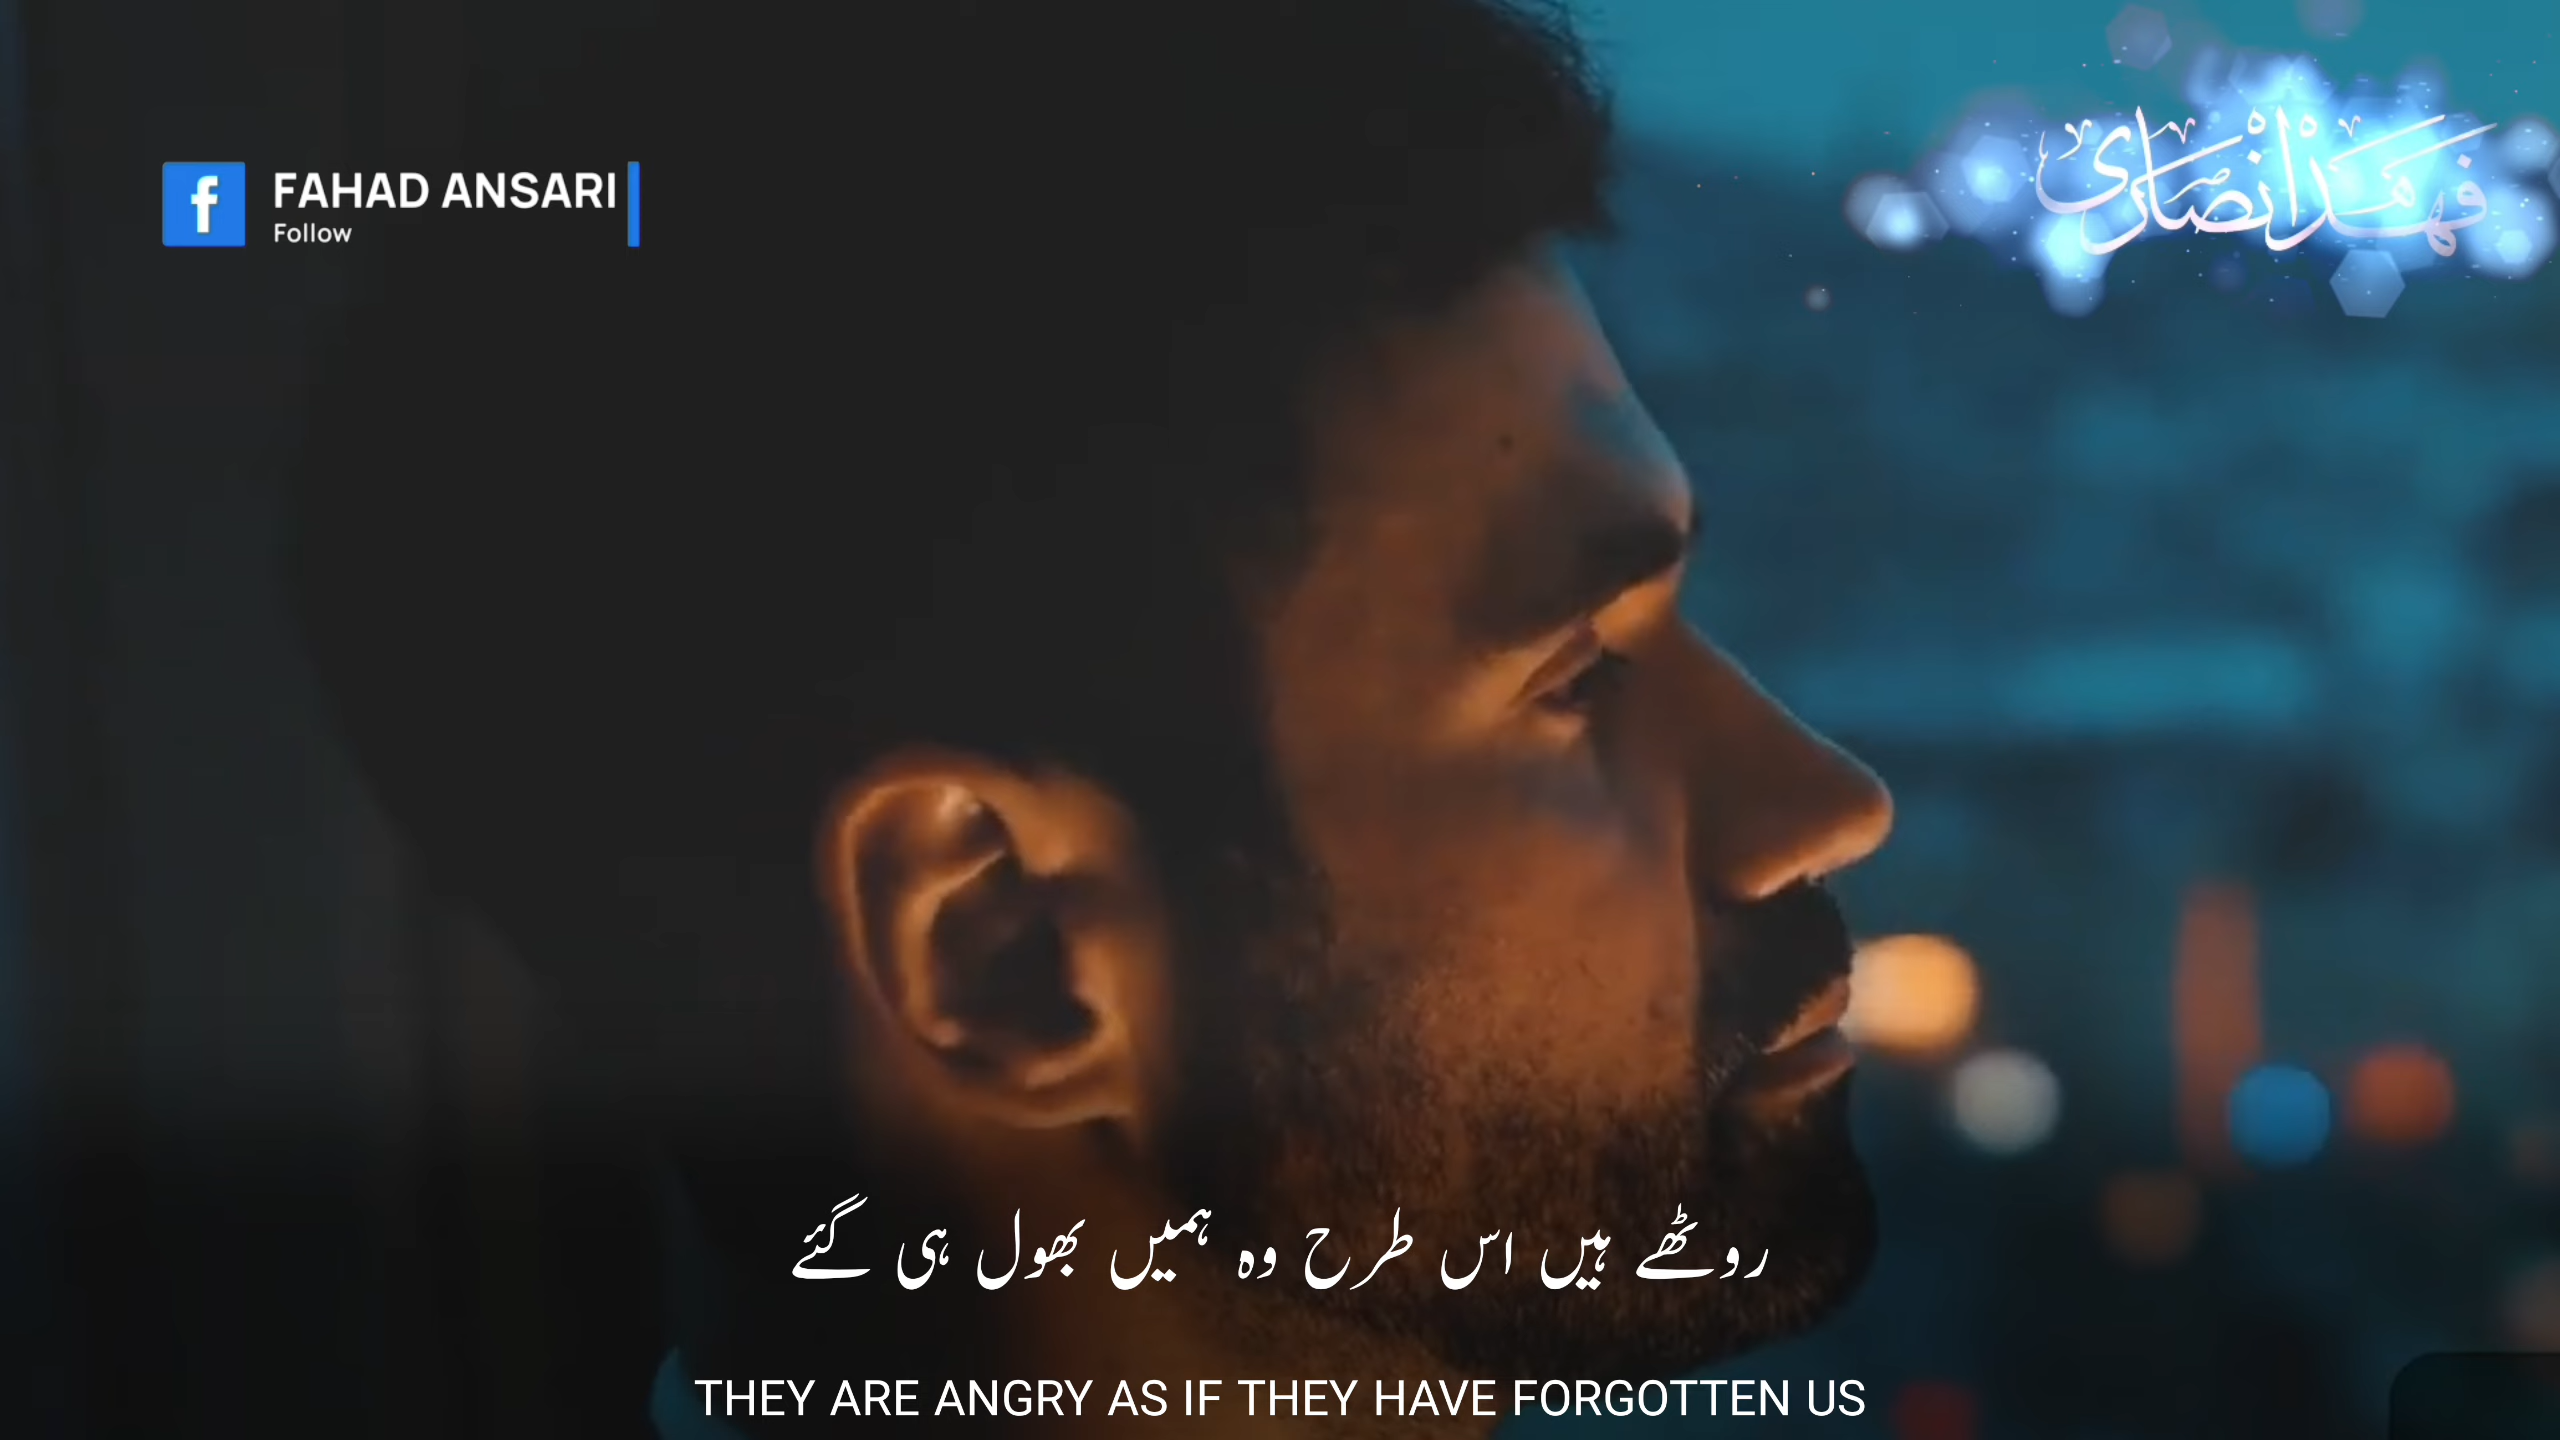 FAHAD ANSARI
Follow
فہد انصاری
روٹھے ہیں اس طرح وہ ہمیں بھول ہی گئے
THEY ARE ANGRY AS IF THEY HAVE FORGOTTEN US